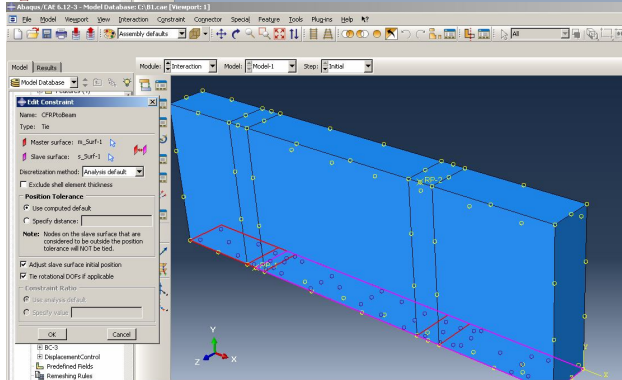 Abaqus/CAE 6.12-3 - Model Database: C:\B1.cae [Viewport: 1]
File Model Viewport View Interaction Constraint Connector Special Feature Tools Plug-ins Help
Assembly defaults
All
Model Results
Module: Interaction Model: Model-1 Step: Initial
Model Database
Edit Constraint
Name: CFRPtoBeam
Type: Tie
Master surface: m_Surf-1
Slave surface: s_Surf-1
Discretization method: Analysis default
Exclude shell element thickness
Position Tolerance
Use computed default
Specify distance:
Note: Nodes on the slave surface that are
considered to be outside the position
tolerance will NOT be tied.
Adjust slave surface initial position
Tie rotational DOFs if applicable
Constraint Ratio
Use analysis default
Specify value
OK Cancel
BC-3
DisplacementControl
Predefined Fields
Remeshing Rules
RP-2
Y
Z X
Y
X